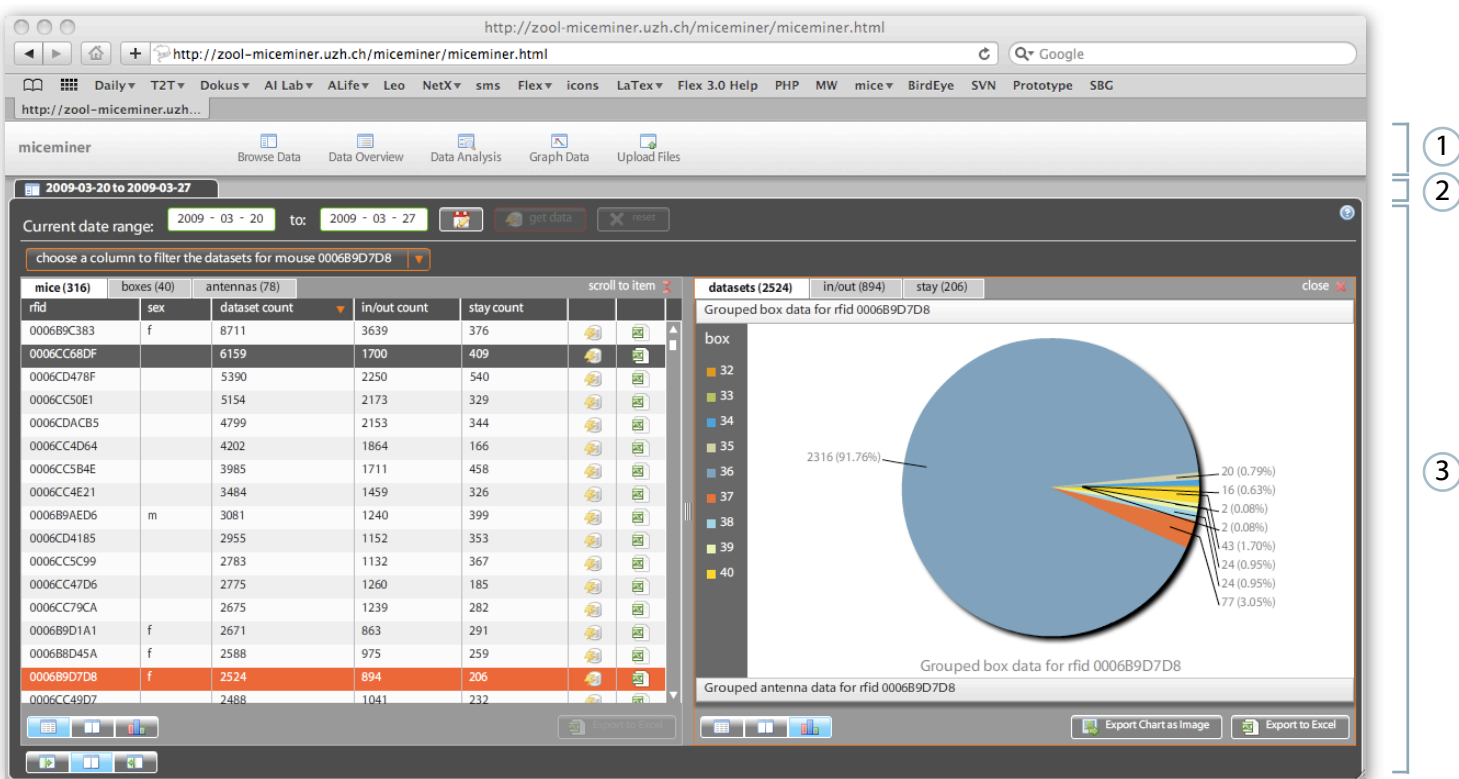 http://zool-miceminer.uzh.ch/miceminer/miceminer.html
http://zool-miceminer.uzh.ch/miceminer/miceminer.html Google
Daily T2T Dokus AI Lab ALife Leo NetX sms Flex icons LaTex Flex 3.0 Help PHP MW mice BirdEye SVN Prototype SBG
http://zool-miceminer.uzh...
miceminer Browse Data Data Overview Data Analysis Graph Data Upload Files
1
2009-03-20 to 2009-03-27
2
Current date range: 2009 - 03 - 20 to: 2009 - 03 - 27 get data reset
choose a column to filter the datasets for mouse 0006B9D7D8
mice (316) boxes (40) antennas (78) scroll to item
rfid sex dataset count in/out count stay count
0006B9C383 f 8711 3639 376
0006CC68DF 6159 1700 409
0006CD478F 5390 2250 540
0006CC50E1 5154 2173 329
0006CDACB5 4799 2153 344
0006CC4D64 4202 1864 166
0006CC5B4E 3985 1711 458
0006CC4E21 3484 1459 326
0006B9AED6 m 3081 1240 399
0006CD4185 2955 1152 353
0006CC5C99 2783 1132 367
0006CC47D6 2775 1260 185
0006CC79CA 2675 1239 282
0006B9D1A1 f 2671 863 291
0006B8D45A f 2588 975 259
0006B9D7D8 f 2524 894 206
0006CC49D7 2488 1041 232
Export to Excel
datasets (2524) in/out (894) stay (206) close
Grouped box data for rfid 0006B9D7D8
box
32
33
34
35
36
37
38
39
40
2316 (91.76%)
20 (0.79%)
16 (0.63%)
2 (0.08%)
2 (0.08%)
43 (1.70%)
24 (0.95%)
24 (0.95%)
77 (3.05%)
Grouped box data for rfid 0006B9D7D8
Grouped antenna data for rfid 0006B9D7D8
Export Chart as Image Export to Excel
3